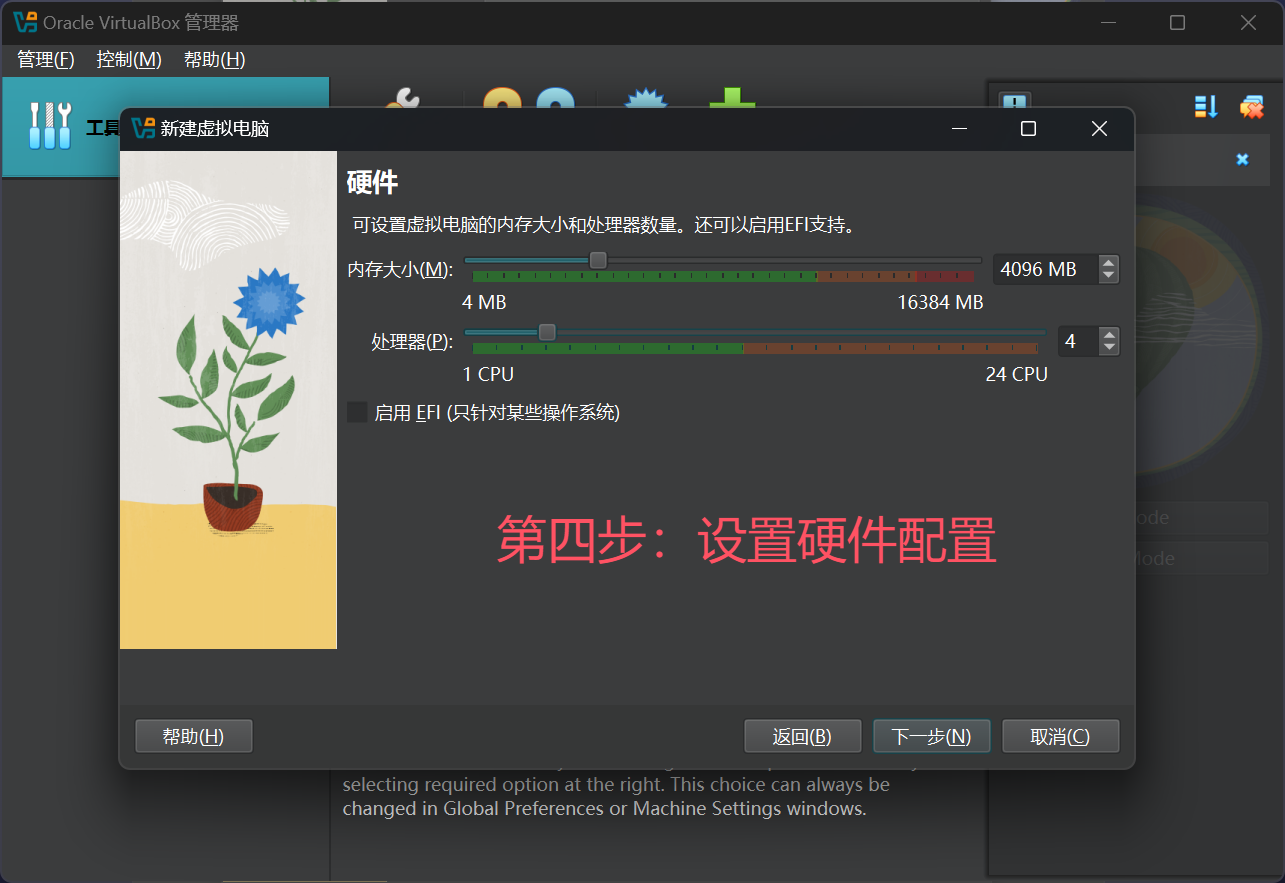 Oracle VirtualBox 管理器
管理(F) 控制(M) 帮助(H)
工具
新建虚拟电脑
硬件
可设置虚拟电脑的内存大小和处理器数量。还可以启用EFI支持。
内存大小(M): 4096 MB
4 MB 16384 MB
处理器(P): 4
1 CPU 24 CPU
启用 EFI (只针对某些操作系统)
第四步：设置硬件配置
Mode
帮助(H) 返回(B) 下一步(N) 取消(C)
selecting required option at the right. This choice can always be
changed in Global Preferences or Machine Settings windows.